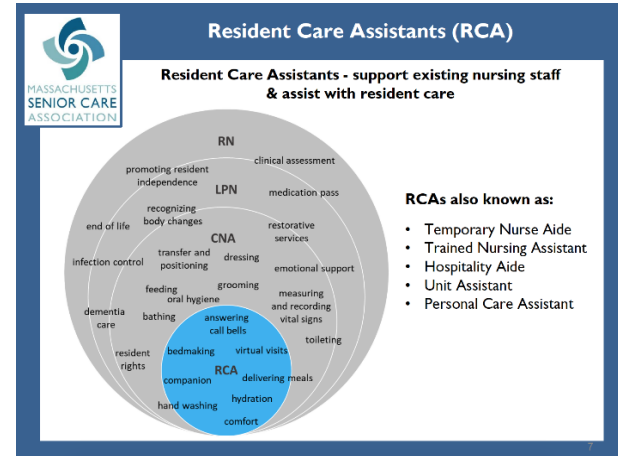 Resident Care Assistants (RCA)
MASSACHUSETTS
SENIOR CARE
ASSOCIATION
Resident Care Assistants - support existing nursing staff
& assist with resident care
RN
clinical assessment
promoting resident
independence
LPN
medication pass
recognizing
body changes
end of life
restorative
services
CNA
transfer and
positioning
dressing
infection control
emotional support
feeding
grooming
oral hygiene
measuring
and recording
vital signs
dementia
care
bathing
answering
call bells
toileting
resident
rights
bedmaking
virtual visits
RCA
companion
delivering meals
hydration
hand washing
comfort
RCAs also known as:
• Temporary Nurse Aide
• Trained Nursing Assistant
• Hospitality Aide
• Unit Assistant
• Personal Care Assistant
7